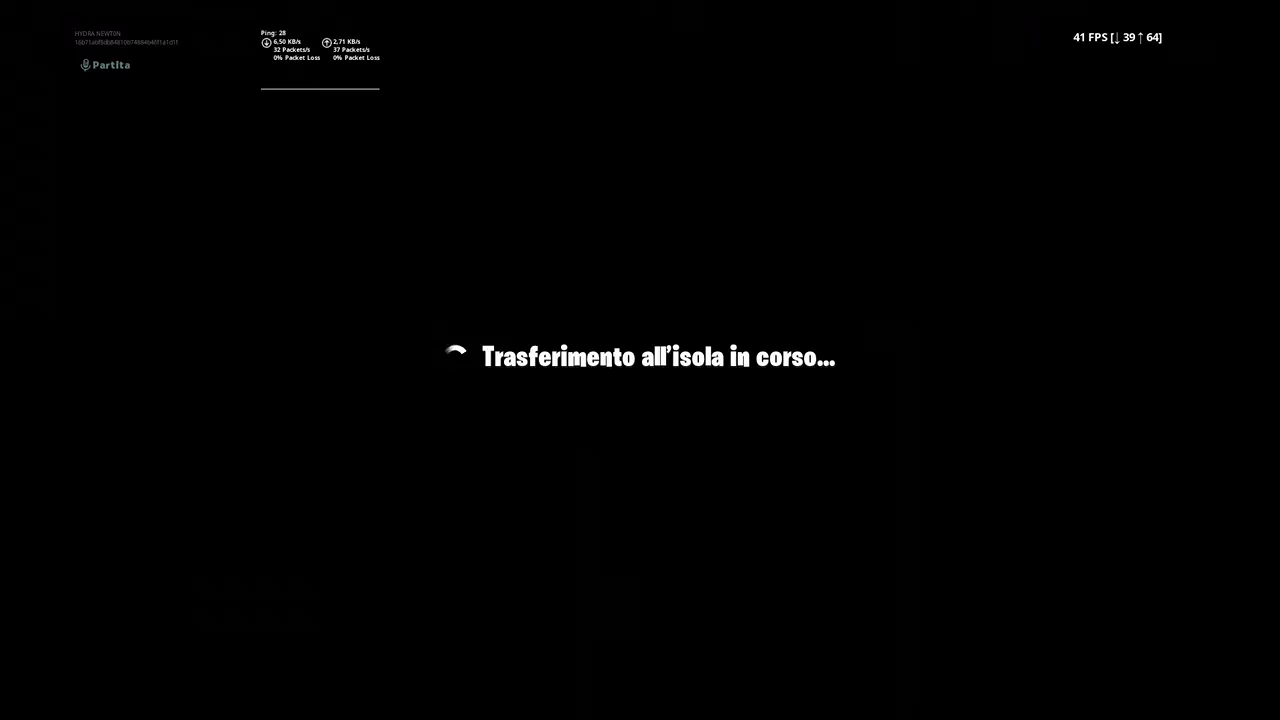 HYDRA NEWT0N
Partita
Ping: 28
6,50 KB/s
32 Packets/s
0% Packet Loss
2,71 KB/s
37 Packets/s
0% Packet Loss
41 FPS [↓ 39 ↑ 64]
Trasferimento all'isola in corso...